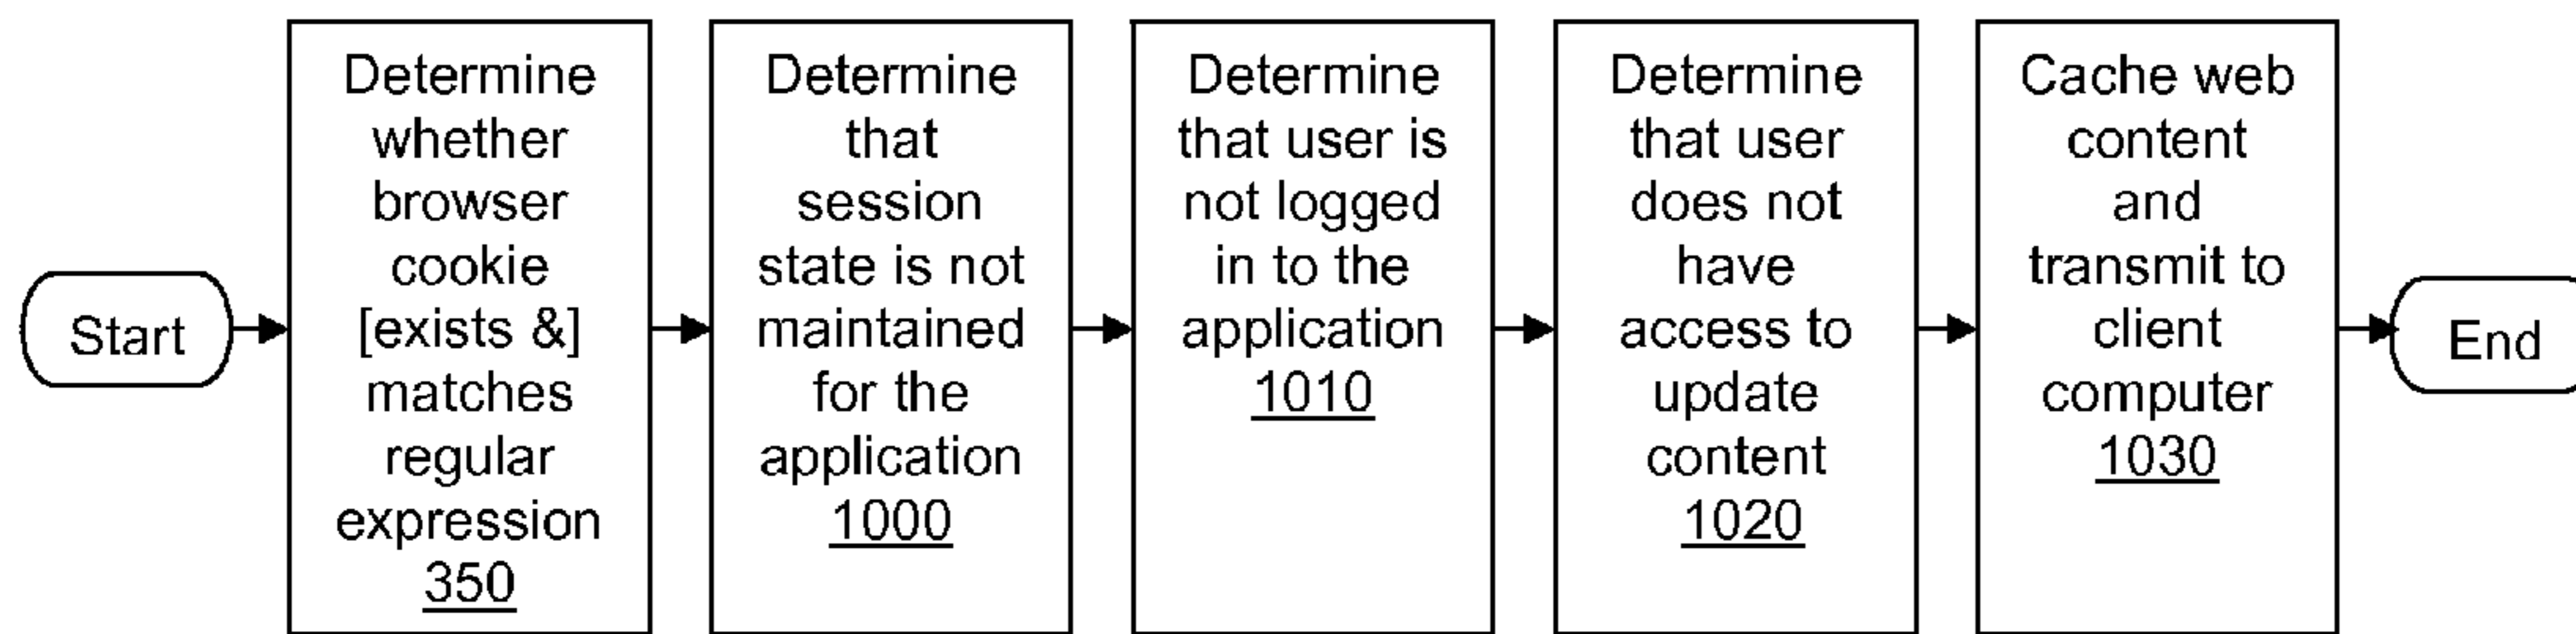 Start
Determine
whether
browser
cookie
[exists &]
matches
regular
expression
350
Determine
that
session
state is not
maintained
for the
application
1000
Determine
that user is
not logged
in to the
application
1010
Determine
that user
does not
have
access to
update
content
1020
Cache web
content
and
transmit to
client
computer
1030
End